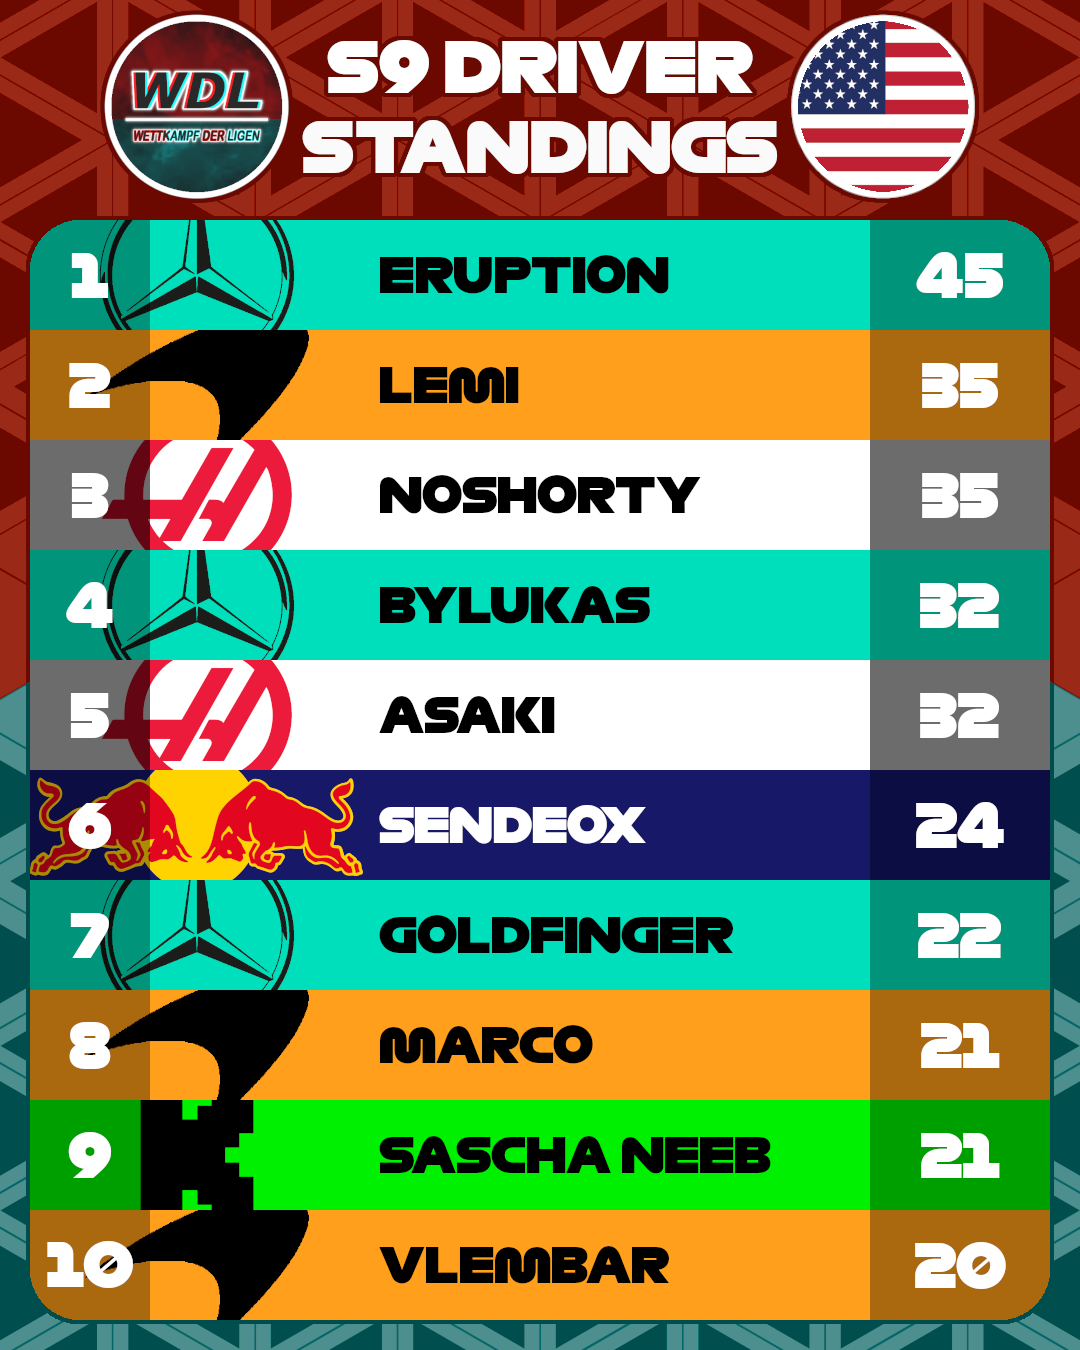 WDL
WETTKAMPF DER LIGEN
S9 DRIVER
STANDINGS
1 ERUPTION 45
2 LEMI 35
3 NOSHORTY 35
4 BYLUKAS 32
5 ASAKI 32
6 SENDEOX 24
7 GOLDFINGER 22
8 MARCO 21
9 SASCHA NEEB 21
10 VLEMBAR 20